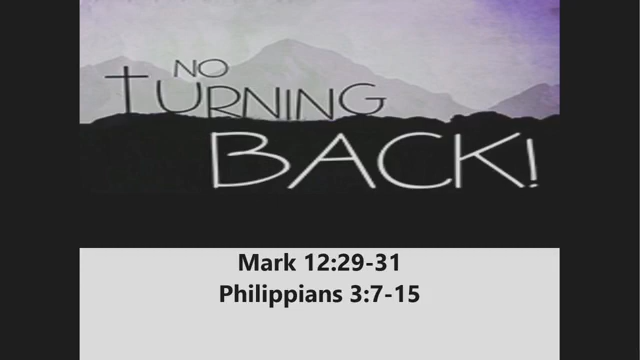 NO
TURNING
BACK!
Mark 12:29-31
Philippians 3:7-15